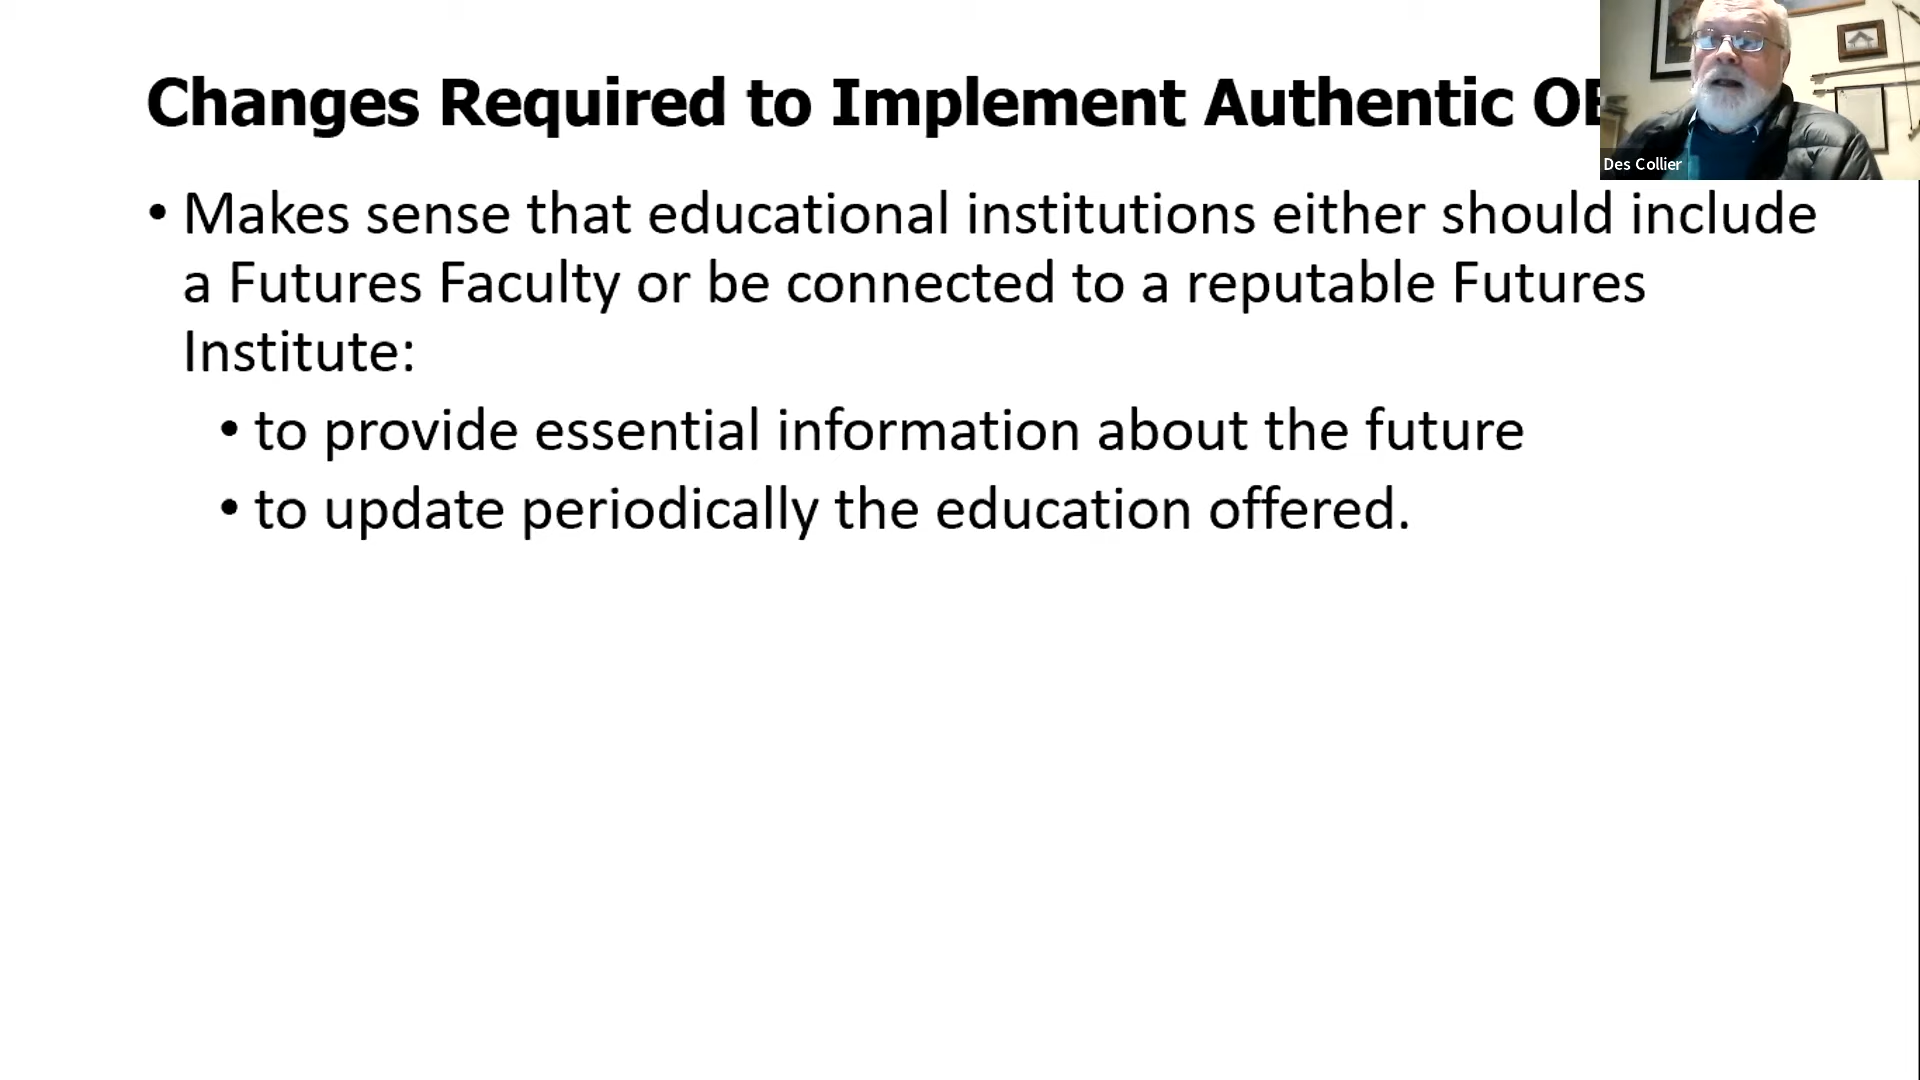 Changes Required to Implement Authentic
Des Collier
• Makes sense that educational institutions either should include
a Futures Faculty or be connected to a reputable Futures
Institute:
• to provide essential information about the future
• to update periodically the education offered.